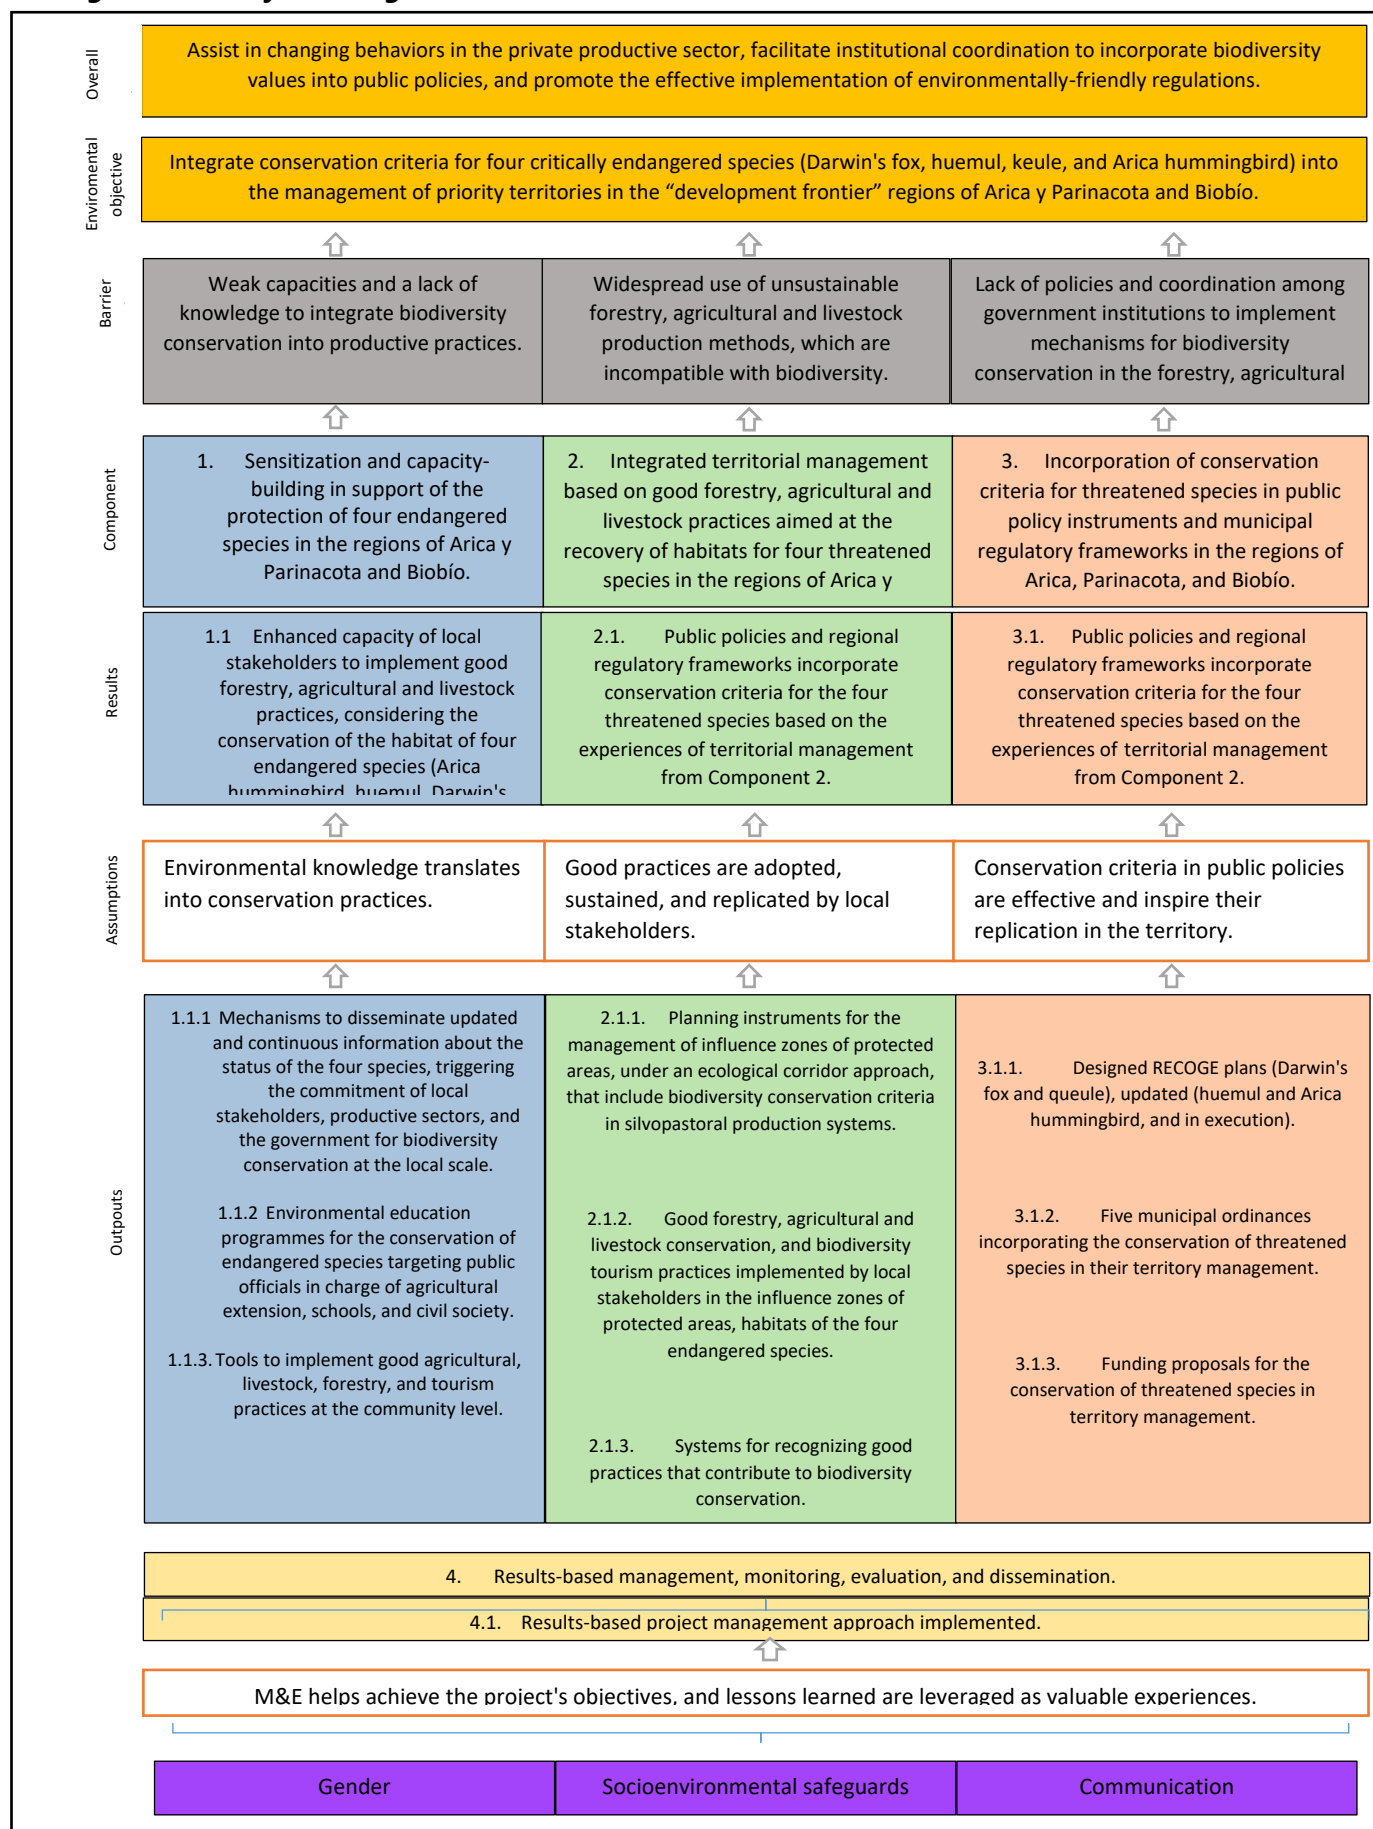 Overall
Assist in changing behaviors in the private productive sector, facilitate institutional coordination to incorporate biodiversity
values into public policies, and promote the effective implementation of environmentally-friendly regulations.
Enviromental
objective
Integrate conservation criteria for four critically endangered species (Darwin's fox, huemul, keule, and Arica hummingbird) into
the management of priority territories in the “development frontier” regions of Arica y Parinacota and Biobío.
Barrier
Weak capacities and a lack of
knowledge to integrate biodiversity
conservation into productive practices.
Widespread use of unsustainable
forestry, agricultural and livestock
production methods, which are
incompatible with biodiversity.
Lack of policies and coordination among
government institutions to implement
mechanisms for biodiversity
conservation in the forestry, agricultural
Component
1. Sensitization and capacity-
building in support of the
protection of four endangered
species in the regions of Arica y
Parinacota and Biobío.
2. Integrated territorial management
based on good forestry, agricultural and
livestock practices aimed at the
recovery of habitats for four threatened
species in the regions of Arica y
3. Incorporation of conservation
criteria for threatened species in public
policy instruments and municipal
regulatory frameworks in the regions of
Arica, Parinacota, and Biobío.
Results
1.1 Enhanced capacity of local
stakeholders to implement good
forestry, agricultural and livestock
practices, considering the
conservation of the habitat of four
endangered species (Arica
hummingbird, huemul, Darwin's
2.1. Public policies and regional
regulatory frameworks incorporate
conservation criteria for the four
threatened species based on the
experiences of territorial management
from Component 2.
3.1. Public policies and regional
regulatory frameworks incorporate
conservation criteria for the four
threatened species based on the
experiences of territorial management
from Component 2.
Assumptions
Environmental knowledge translates
into conservation practices.
Good practices are adopted,
sustained, and replicated by local
stakeholders.
Conservation criteria in public policies
are effective and inspire their
replication in the territory.
Outpouts
1.1.1 Mechanisms to disseminate updated
and continuous information about the
status of the four species, triggering
the commitment of local
stakeholders, productive sectors, and
the government for biodiversity
conservation at the local scale.
1.1.2 Environmental education
programmes for the conservation of
endangered species targeting public
officials in charge of agricultural
extension, schools, and civil society.
1.1.3. Tools to implement good agricultural,
livestock, forestry, and tourism
practices at the community level.
2.1.1. Planning instruments for the
management of influence zones of protected
areas, under an ecological corridor approach,
that include biodiversity conservation criteria
in silvopastoral production systems.
2.1.2. Good forestry, agricultural and
livestock conservation, and biodiversity
tourism practices implemented by local
stakeholders in the influence zones of
protected areas, habitats of the four
endangered species.
2.1.3. Systems for recognizing good
practices that contribute to biodiversity
conservation.
3.1.1. Designed RECOGE plans (Darwin's
fox and queule), updated (huemul and Arica
hummingbird, and in execution).
3.1.2. Five municipal ordinances
incorporating the conservation of threatened
species in their territory management.
3.1.3. Funding proposals for the
conservation of threatened species in
territory management.
4. Results-based management, monitoring, evaluation, and dissemination.
4.1. Results-based project management approach implemented.
M&E helps achieve the project's objectives, and lessons learned are leveraged as valuable experiences.
Gender
Socioenvironmental safeguards
Communication